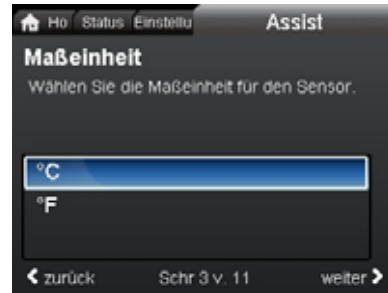 Ho Status Einstellu Assist
Maßeinheit
Wählen Sie die Maßeinheit für den Sensor.
°C
°F
zurück Schr 3 v. 11 weiter